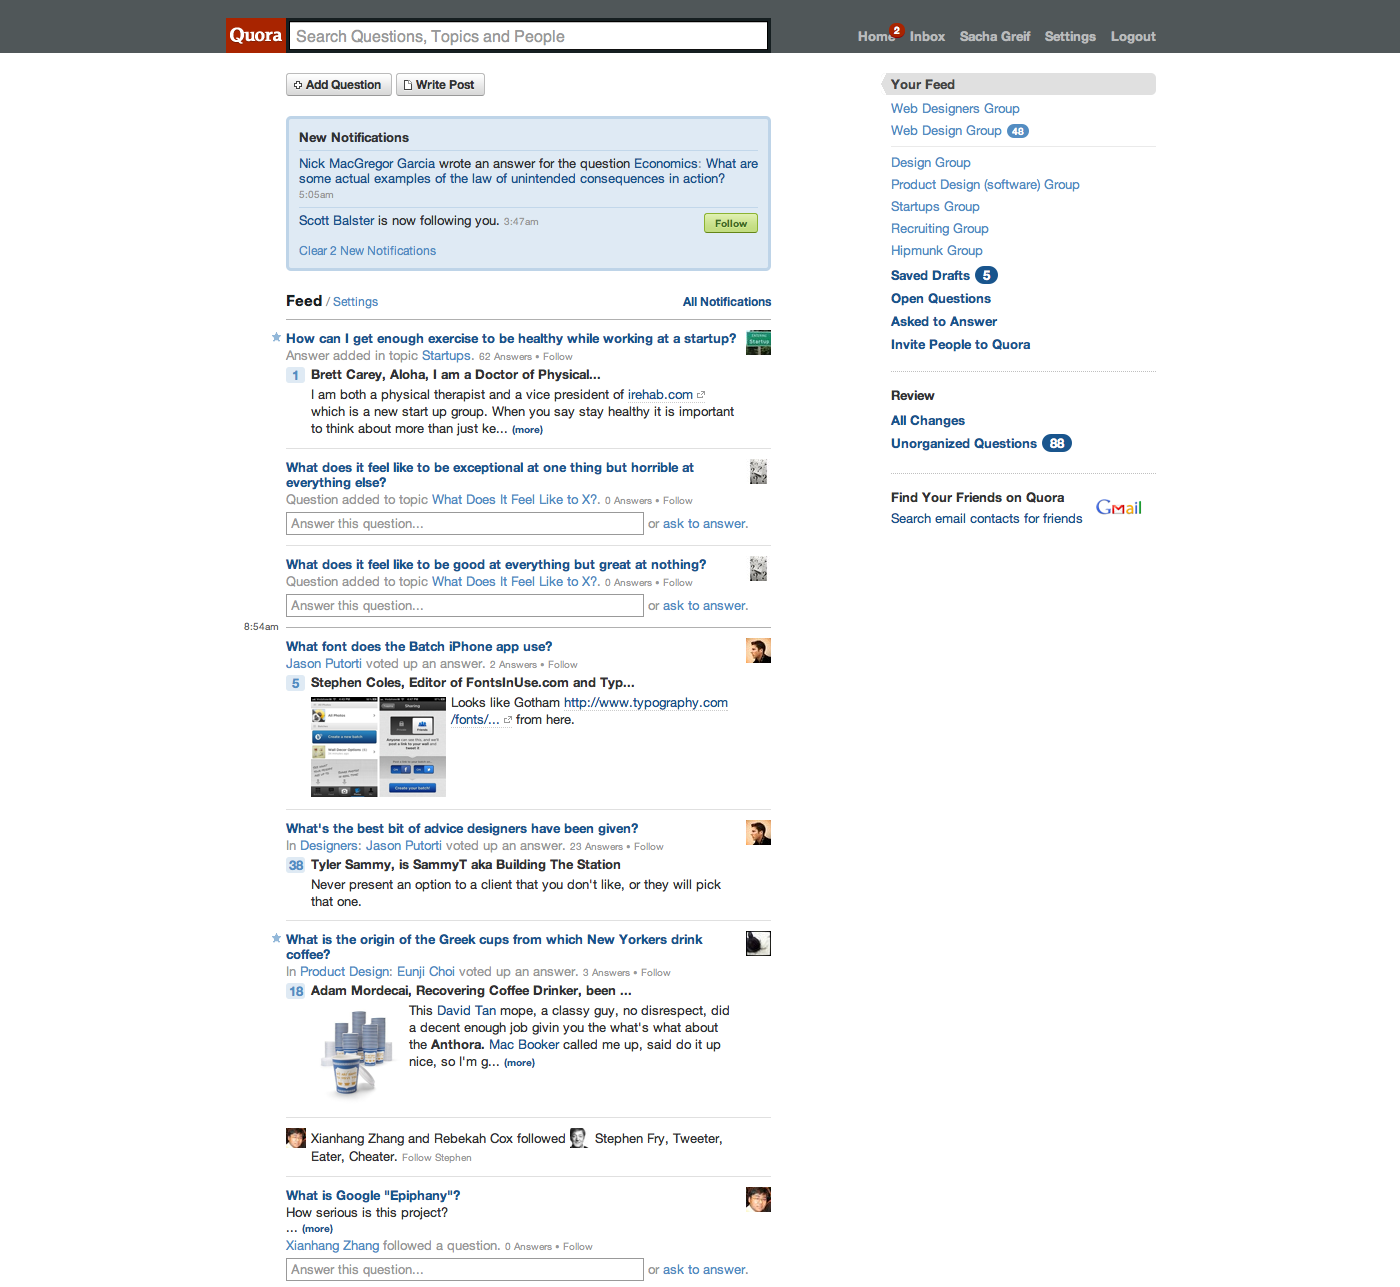 Quora
Search Questions, Topics and People
Home 2 Inbox Sacha Greif Settings Logout
Add Question Write Post
New Notifications
Nick MacGregor Garcia wrote an answer for the question Economics: What are
some actual examples of the law of unintended consequences in action?
5:05am
Scott Balster is now following you. 3:47am
Follow
Clear 2 New Notifications
Feed / Settings
All Notifications
How can I get enough exercise to be healthy while working at a startup?
Startup
Answer added in topic Startups. 62 Answers • Follow
1 Brett Carey, Aloha, I am a Doctor of Physical...
I am both a physical therapist and a vice president of irehab.com
which is a new start up group. When you say stay healthy it is important
to think about more than just ke... (more)
What does it feel like to be exceptional at one thing but horrible at
everything else?
Question added to topic What Does It Feel Like to X?. 0 Answers • Follow
Answer this question... or ask to answer.
What does it feel like to be good at everything but great at nothing?
Question added to topic What Does It Feel Like to X?. 0 Answers • Follow
Answer this question... or ask to answer.
8:54am
What font does the Batch iPhone app use?
Jason Putorti voted up an answer. 2 Answers • Follow
5 Stephen Coles, Editor of FontsInUse.com and Typ...
All Photos
Create a new batch
Sharing
Create your batch!
Looks like Gotham http://www.typography.com
/fonts/... from here.
What's the best bit of advice designers have been given?
In Designers: Jason Putorti voted up an answer. 23 Answers • Follow
38 Tyler Sammy, is SammyT aka Building The Station
Never present an option to a client that you don't like, or they will pick
that one.
What is the origin of the Greek cups from which New Yorkers drink
coffee?
In Product Design: Eunji Choi voted up an answer. 3 Answers • Follow
18 Adam Mordecai, Recovering Coffee Drinker, been ...
This David Tan mope, a classy guy, no disrespect, did
a decent enough job givin you the what's what about
the Anthora. Mac Booker called me up, said do it up
nice, so I'm g... (more)
Xianhang Zhang and Rebekah Cox followed Stephen Fry, Tweeter,
Eater, Cheater. Follow Stephen
What is Google "Epiphany"?
How serious is this project?
... (more)
Xianhang Zhang followed a question. 0 Answers • Follow
Answer this question... or ask to answer.
Your Feed
Web Designers Group
Web Design Group 48
Design Group
Product Design (software) Group
Startups Group
Recruiting Group
Hipmunk Group
Saved Drafts 5
Open Questions
Asked to Answer
Invite People to Quora
Review
All Changes
Unorganized Questions 88
Find Your Friends on Quora
Search email contacts for friends
Gmail